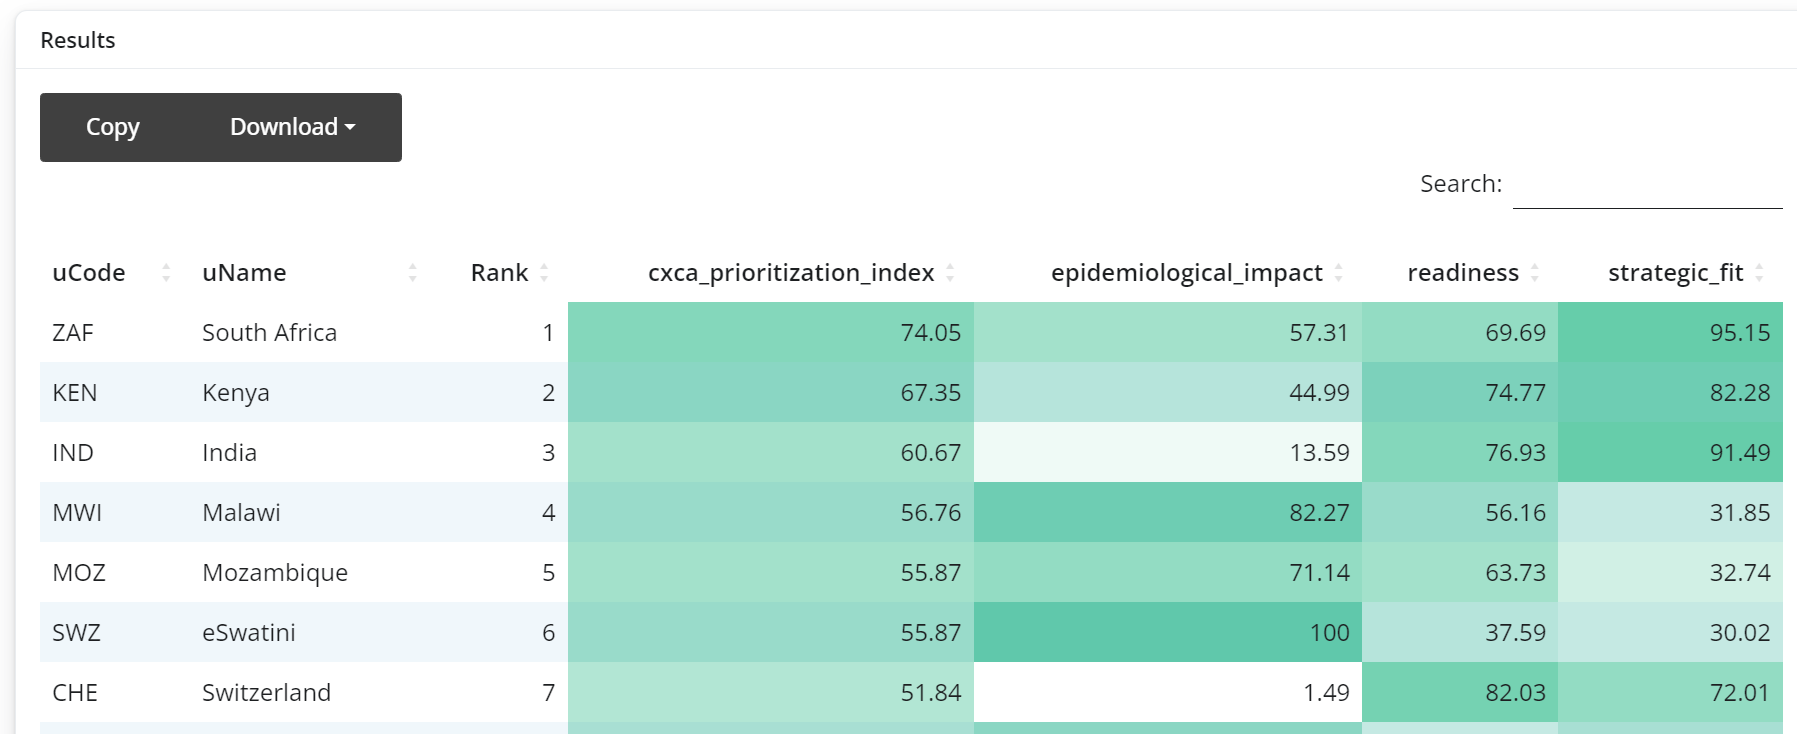 Results
Copy Download
Search:
uCode uName Rank cxca_prioritization_index epidemiological_impact readiness strategic_fit
ZAF South Africa 1 74.05 57.31 69.69 95.15
KEN Kenya 2 67.35 44.99 74.77 82.28
IND India 3 60.67 13.59 76.93 91.49
MWI Malawi 4 56.76 82.27 56.16 31.85
MOZ Mozambique 5 55.87 71.14 63.73 32.74
SWZ eSwatini 6 55.87 100 37.59 30.02
CHE Switzerland 7 51.84 1.49 82.03 72.01